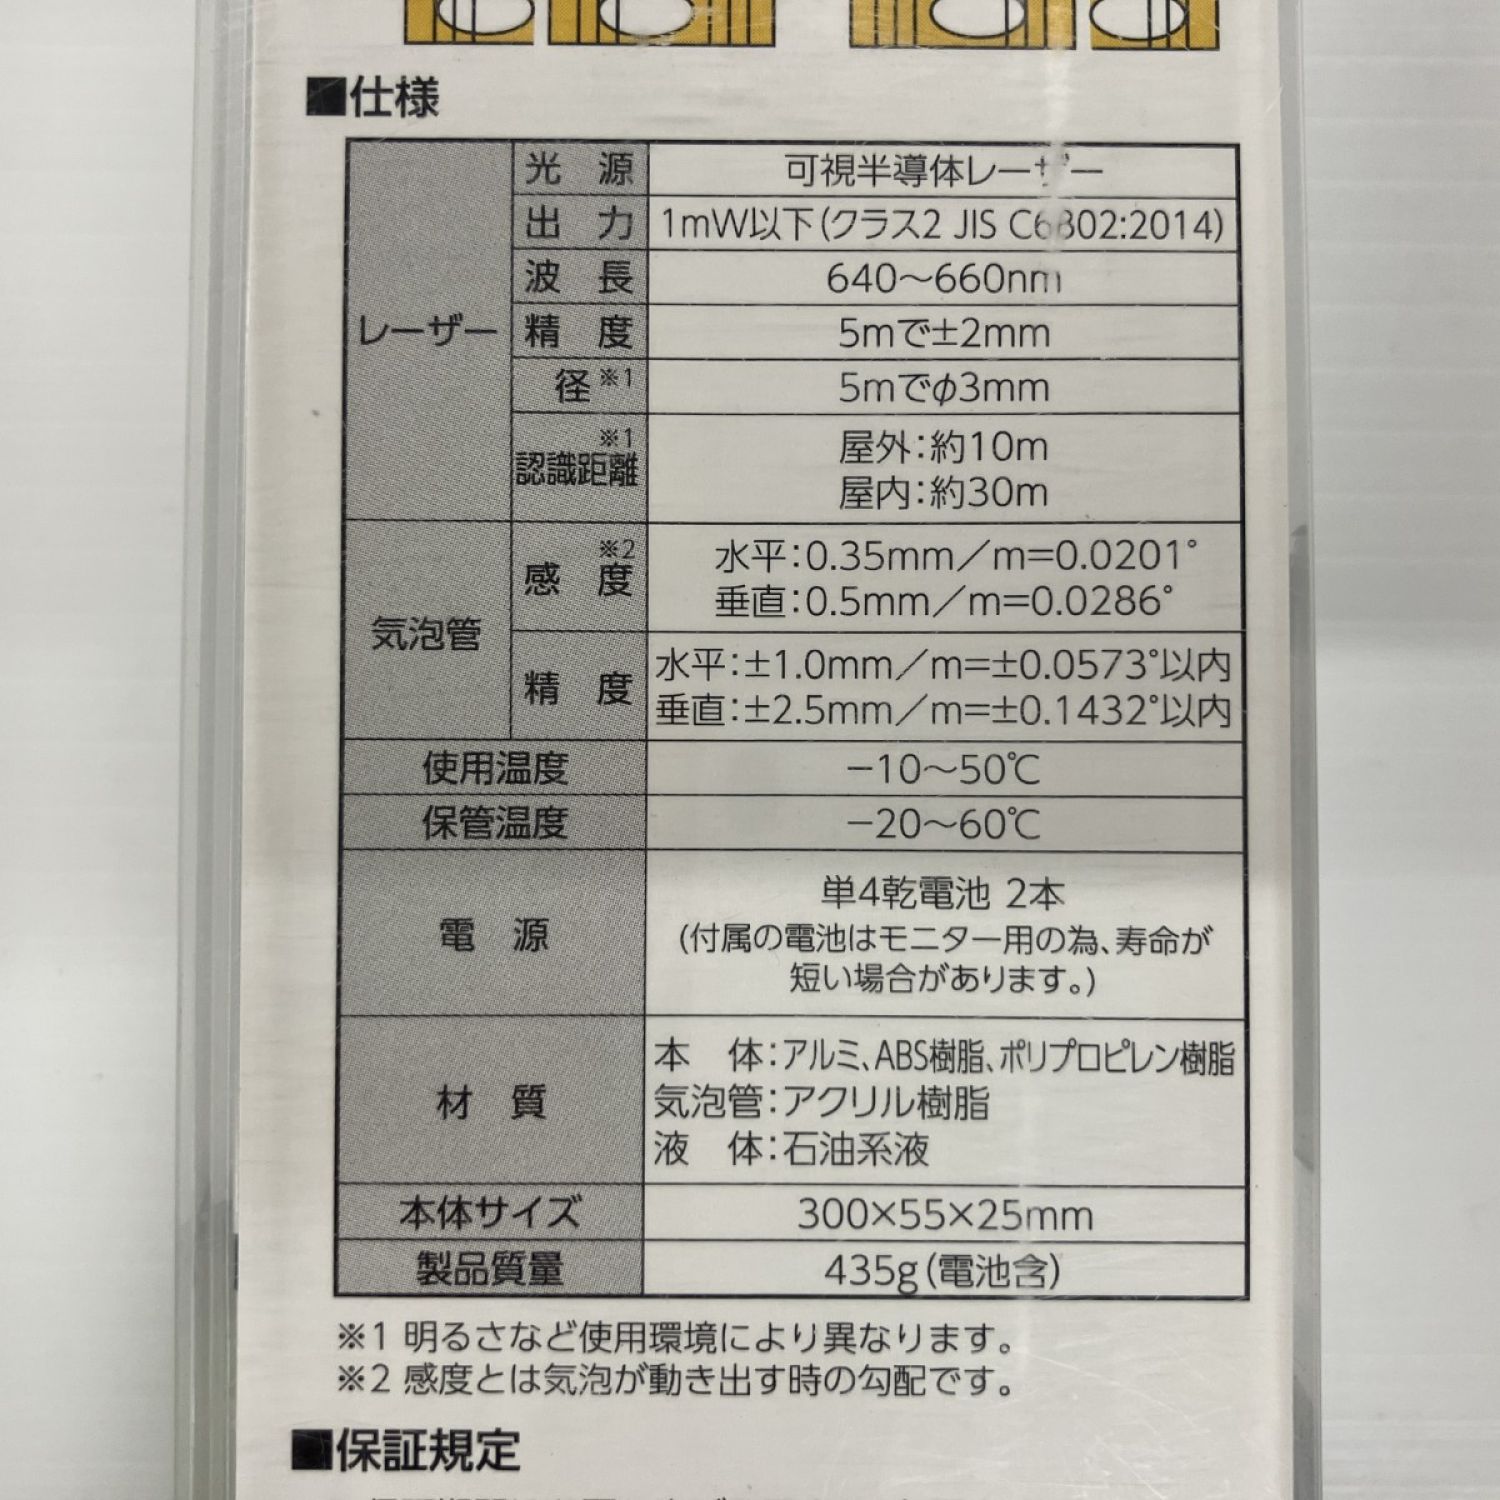 ■仕様
レーザー
光 源 可視半導体レーザー
出 力 1mW以下(クラス2 JIS C6802:2014)
波 長 640～660nm
精 度 5mで±2mm
径※1 5mでφ3mm
認識距離※1 屋外:約10m
屋内:約30m
気泡管
感 度※2 水平:0.35mm／m=0.0201°
垂直:0.5mm／m=0.0286°
精 度 水平:±1.0mm／m=±0.0573°以内
垂直:±2.5mm／m=±0.1432°以内
使用温度 −10～50℃
保管温度 −20～60℃
電 源 単4乾電池 2本
(付属の電池はモニター用の為、寿命が
短い場合があります。)
材 質 本 体:アルミ、ABS樹脂、ポリプロピレン樹脂
気泡管:アクリル樹脂
液 体:石油系液
本体サイズ 300×55×25mm
製品質量 435g(電池含)
※1 明るさなど使用環境により異なります。
※2 感度とは気泡が動き出す時の勾配です。
■保証規定